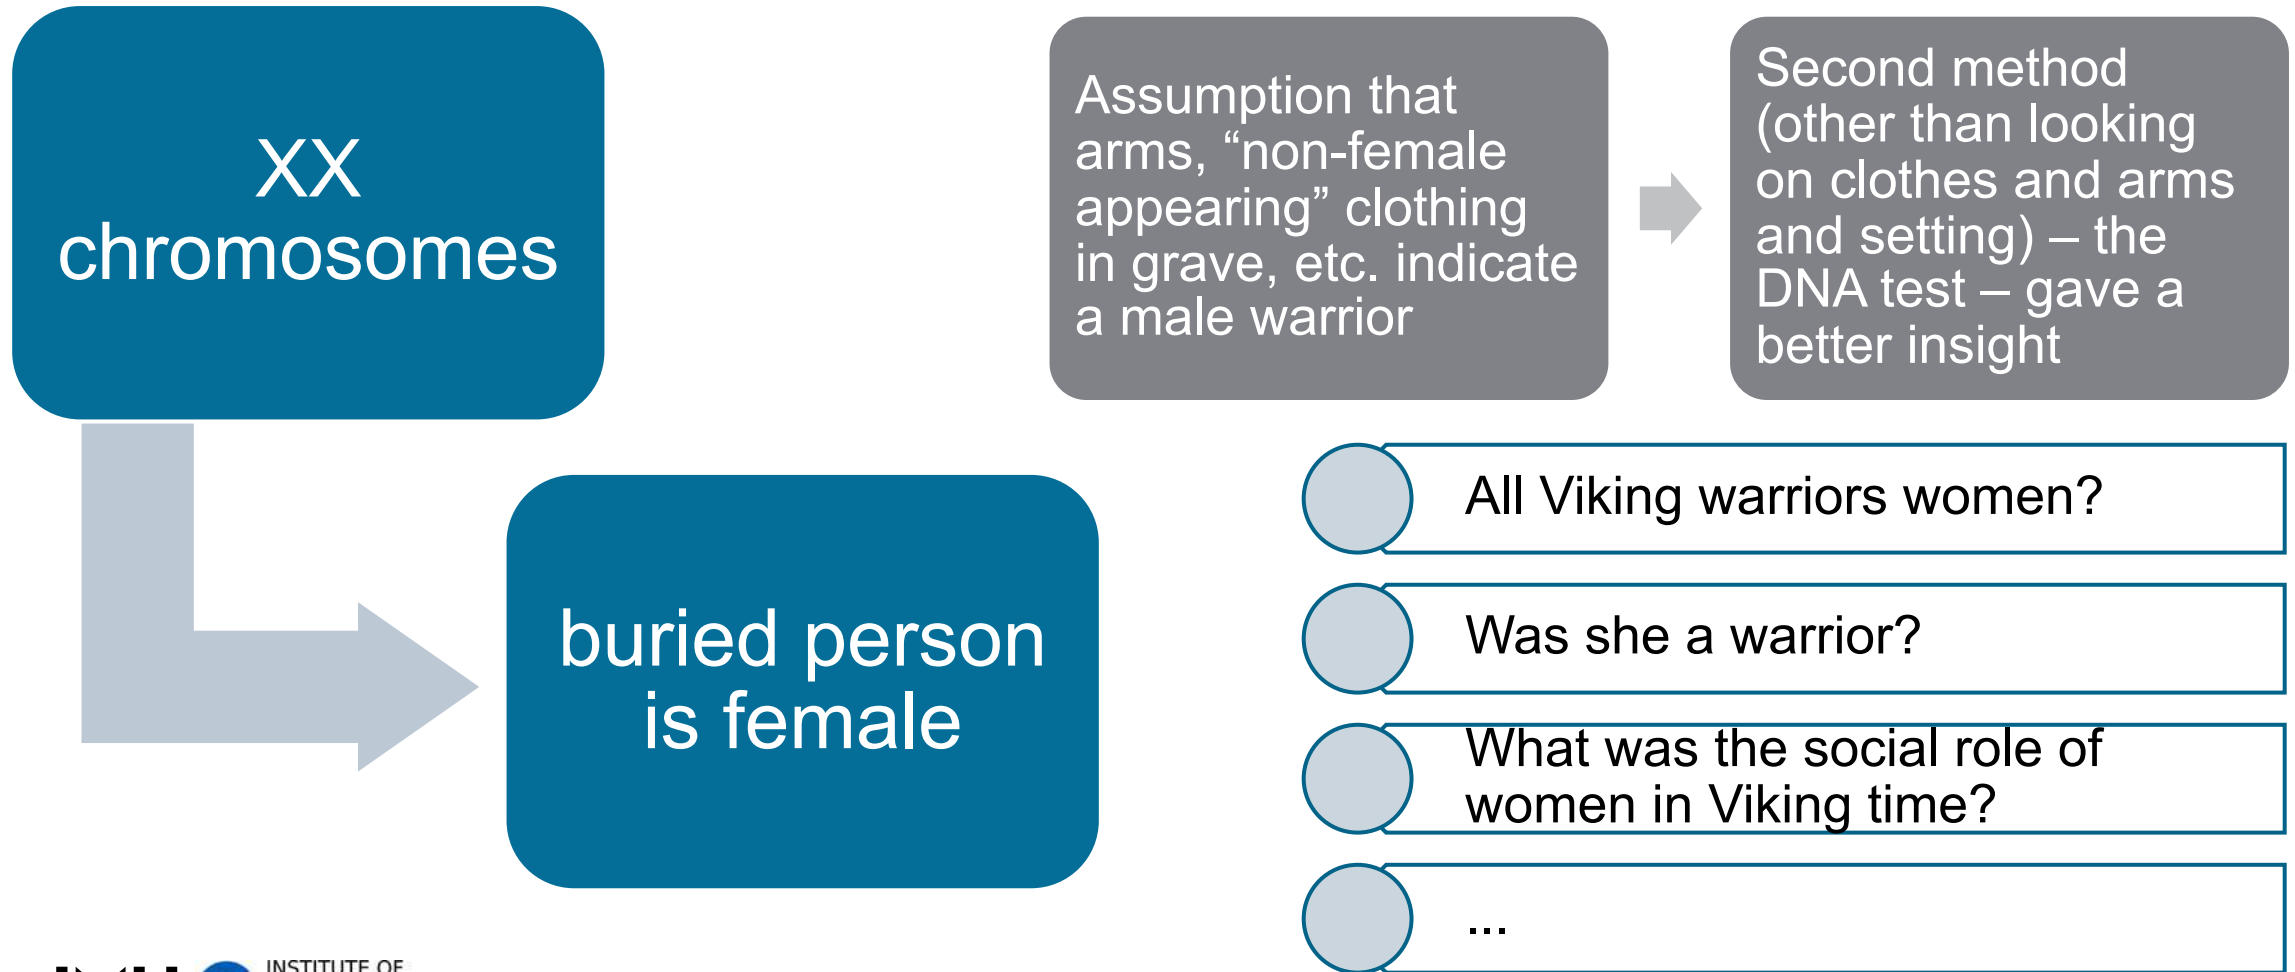 XX
chromosomes
buried person
is female
Assumption that
arms, “non-female
appearing” clothing
in grave, etc. indicate
a male warrior
Second method
(other than looking
on clothes and arms
and setting) – the
DNA test – gave a
better insight
All Viking warriors women?
Was she a warrior?
What was the social role of
women in Viking time?
...
INSTITUTE OF